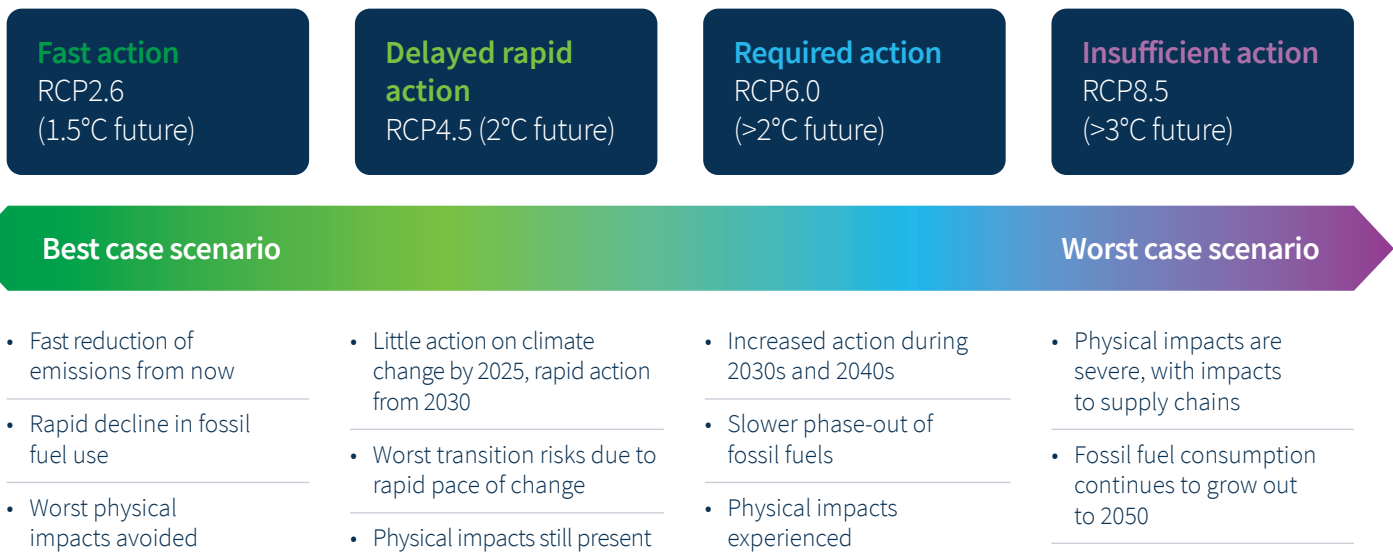 Fast action
RCP2.6
(1.5°C future)
Delayed rapid
action
RCP4.5 (2°C future)
Required action
RCP6.0
(>2°C future)
Insufficient action
RCP8.5
(>3°C future)
Best case scenario
Worst case scenario
• Fast reduction of
emissions from now
• Rapid decline in fossil
fuel use
• Worst physical
impacts avoided
• Little action on climate
change by 2025, rapid action
from 2030
• Worst transition risks due to
rapid pace of change
• Physical impacts still present
• Increased action during
2030s and 2040s
• Slower phase-out of
fossil fuels
• Physical impacts
experienced
• Physical impacts are
severe, with impacts
to supply chains
• Fossil fuel consumption
continues to grow out
to 2050